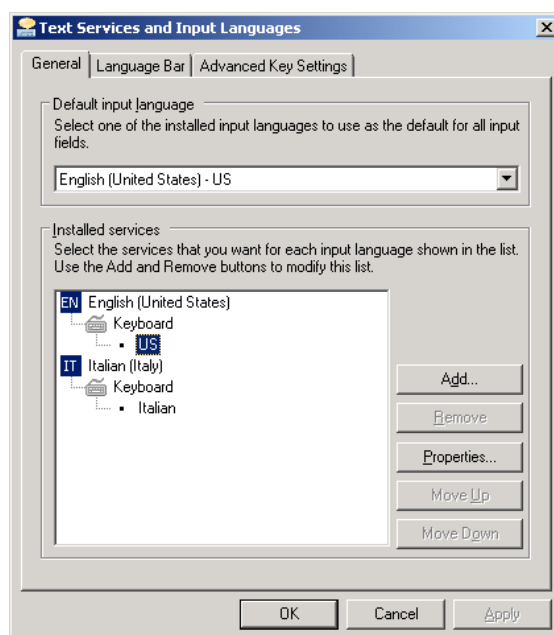 Text Services and Input Languages
General Language Bar Advanced Key Settings
Default input language
Select one of the installed input languages to use as the default for all input
fields.
English (United States) - US
Installed services
Select the services that you want for each input language shown in the list.
Use the Add and Remove buttons to modify this list.
EN English (United States)
Keyboard
• US
IT Italian (Italy)
Keyboard
• Italian
Add...
Remove
Properties...
Move Up
Move Down
OK Cancel Apply